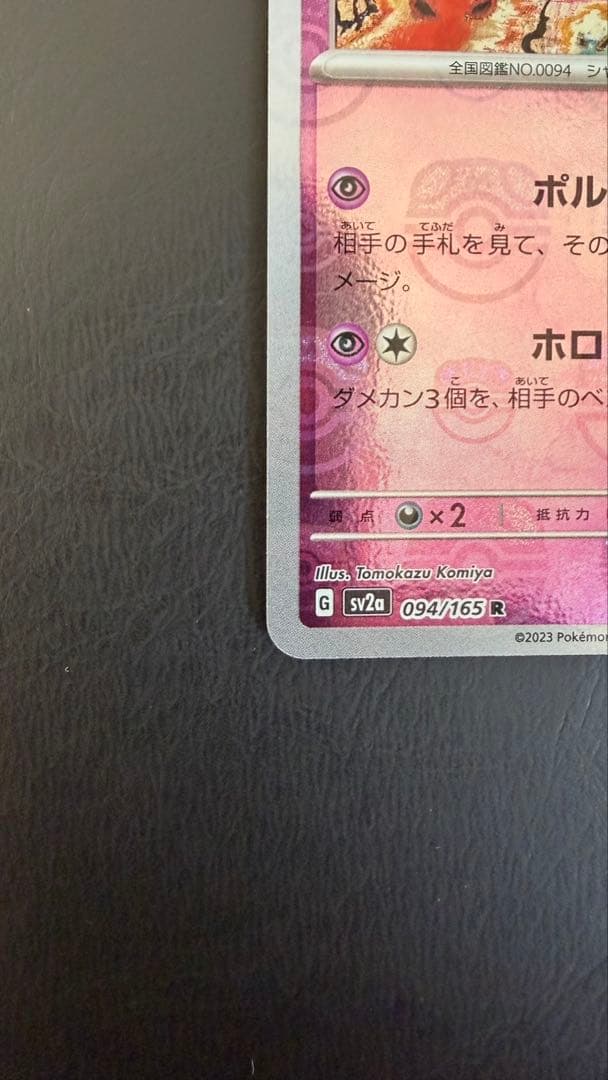 全国図鑑NO.0094 シャ
ポル
あいて てふだ み
相手の手札を見て、その
メージ。
ホロ
こ あいて
ダメカン3個を、相手のベ
弱点 ×2 抵抗力
Illus. Tomokazu Komiya
G sv2a 094/165 R
©2023 Pokémon